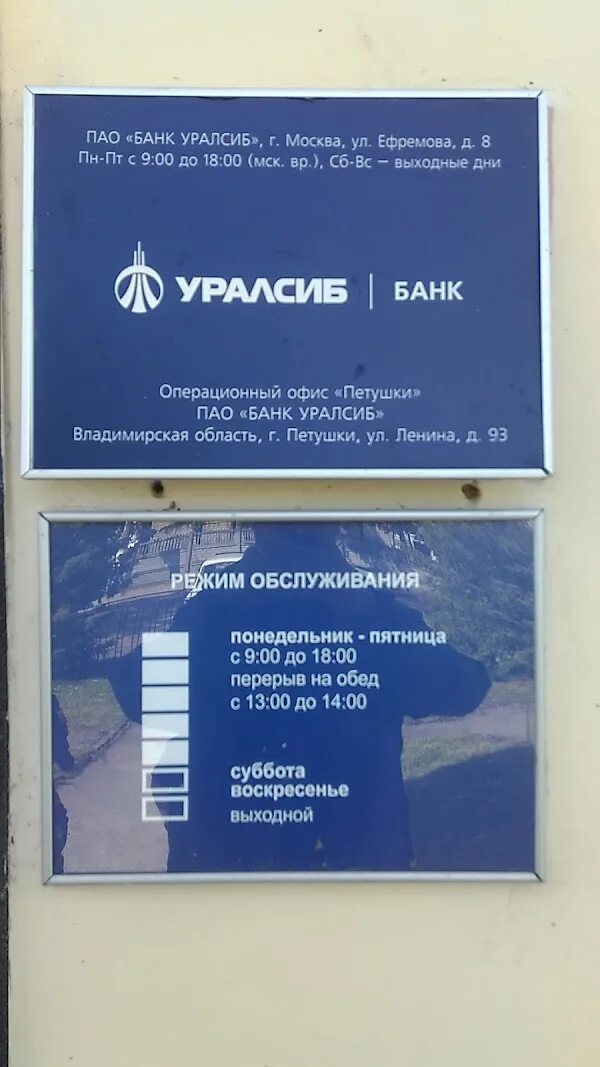 ПАО «БАНК УРАЛСИБ», г. Москва, ул. Ефремова, д. 8
Пн-Пт с 9:00 до 18:00 (мск. вр.), Сб-Вс – выходные дни
УРАЛСИБ | БАНК
Операционный офис «Петушки»
ПАО «БАНК УРАЛСИБ»
Владимирская область, г. Петушки, ул. Ленина, д. 93
РЕЖИМ ОБСЛУЖИВАНИЯ
понедельник - пятница
с 9:00 до 18:00
перерыв на обед
с 13:00 до 14:00
суббота
воскресенье
выходной